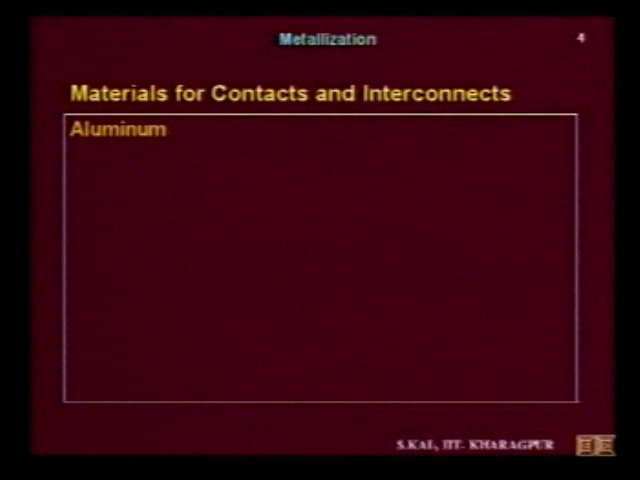 Metallization
4
Materials for Contacts and Interconnects
Aluminum
S.KAL, IIT- KHARAGPUR